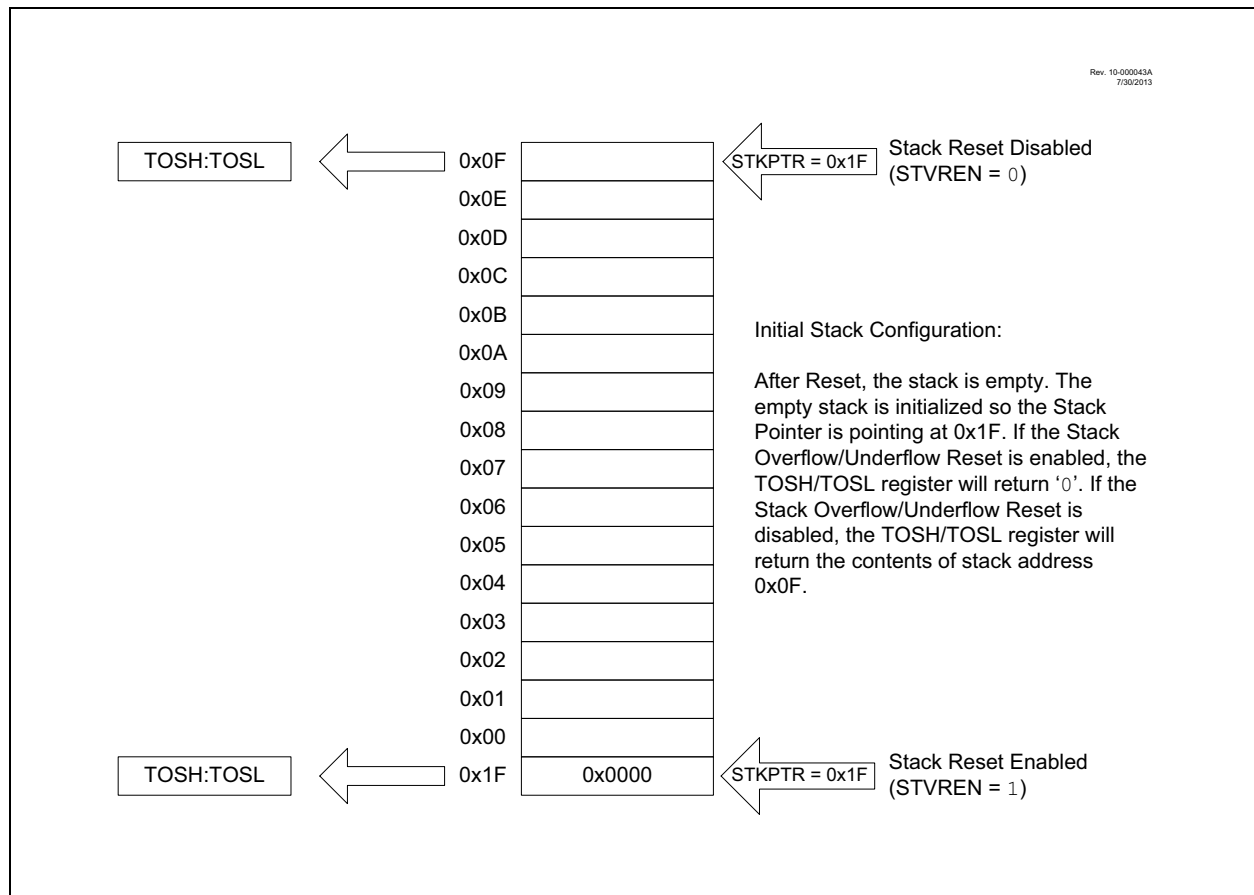 Rev. 10-000043A
7/30/2013
TOSH:TOSL
0x0F
STKPTR = 0x1F
Stack Reset Disabled
(STVREN = 0)
0x0E
0x0D
0x0C
0x0B
0x0A
0x09
0x08
0x07
0x06
0x05
0x04
0x03
0x02
0x01
0x00
Initial Stack Configuration:
After Reset, the stack is empty. The
empty stack is initialized so the Stack
Pointer is pointing at 0x1F. If the Stack
Overflow/Underflow Reset is enabled, the
TOSH/TOSL register will return ‘0’. If the
Stack Overflow/Underflow Reset is
disabled, the TOSH/TOSL register will
return the contents of stack address
0x0F.
TOSH:TOSL
0x1F
0x0000
STKPTR = 0x1F
Stack Reset Enabled
(STVREN = 1)